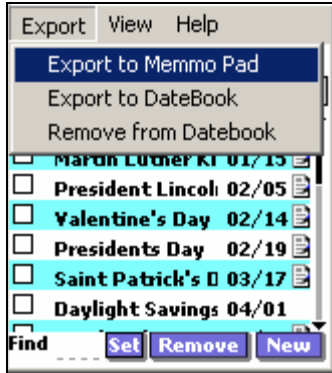 Export View Help
Export to Memmo Pad
Export to DateBook
Remove from Datebook
Martin Luther Ki 01/15
President Lincol 02/05
Valentine's Day 02/14
Presidents Day 02/19
Saint Patrick's D 03/17
Daylight Savings 04/01
Find Set Remove New